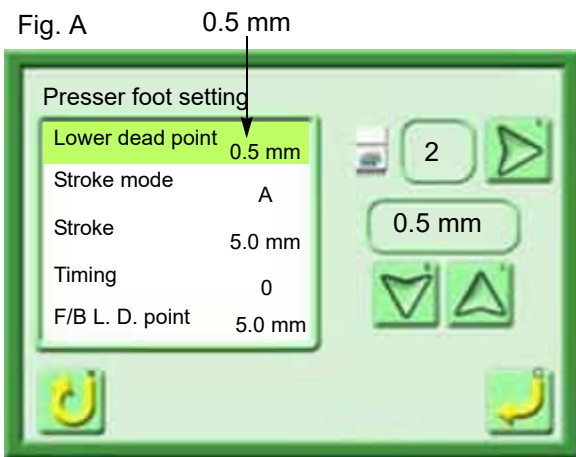 Fig. A
0.5 mm
Presser foot setting
Lower dead point 0.5 mm
Stroke mode A
Stroke 5.0 mm
Timing 0
F/B L. D. point 5.0 mm
2
0.5 mm